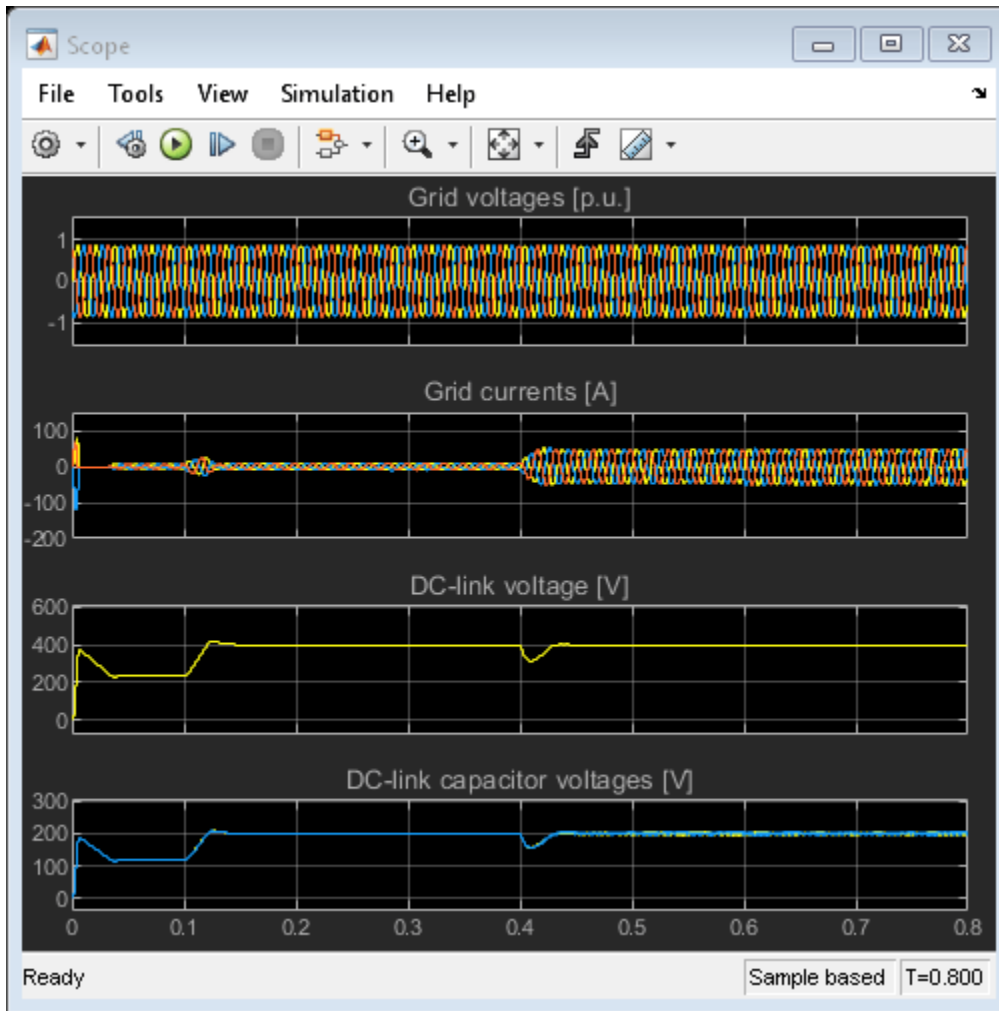 Scope
File Tools View Simulation Help
Grid voltages [p.u.]
1
0
-1
Grid currents [A]
100
0
-100
-200
DC-link voltage [V]
600
400
200
0
DC-link capacitor voltages [V]
300
200
100
0
0 0.1 0.2 0.3 0.4 0.5 0.6 0.7 0.8
Ready Sample based T=0.800